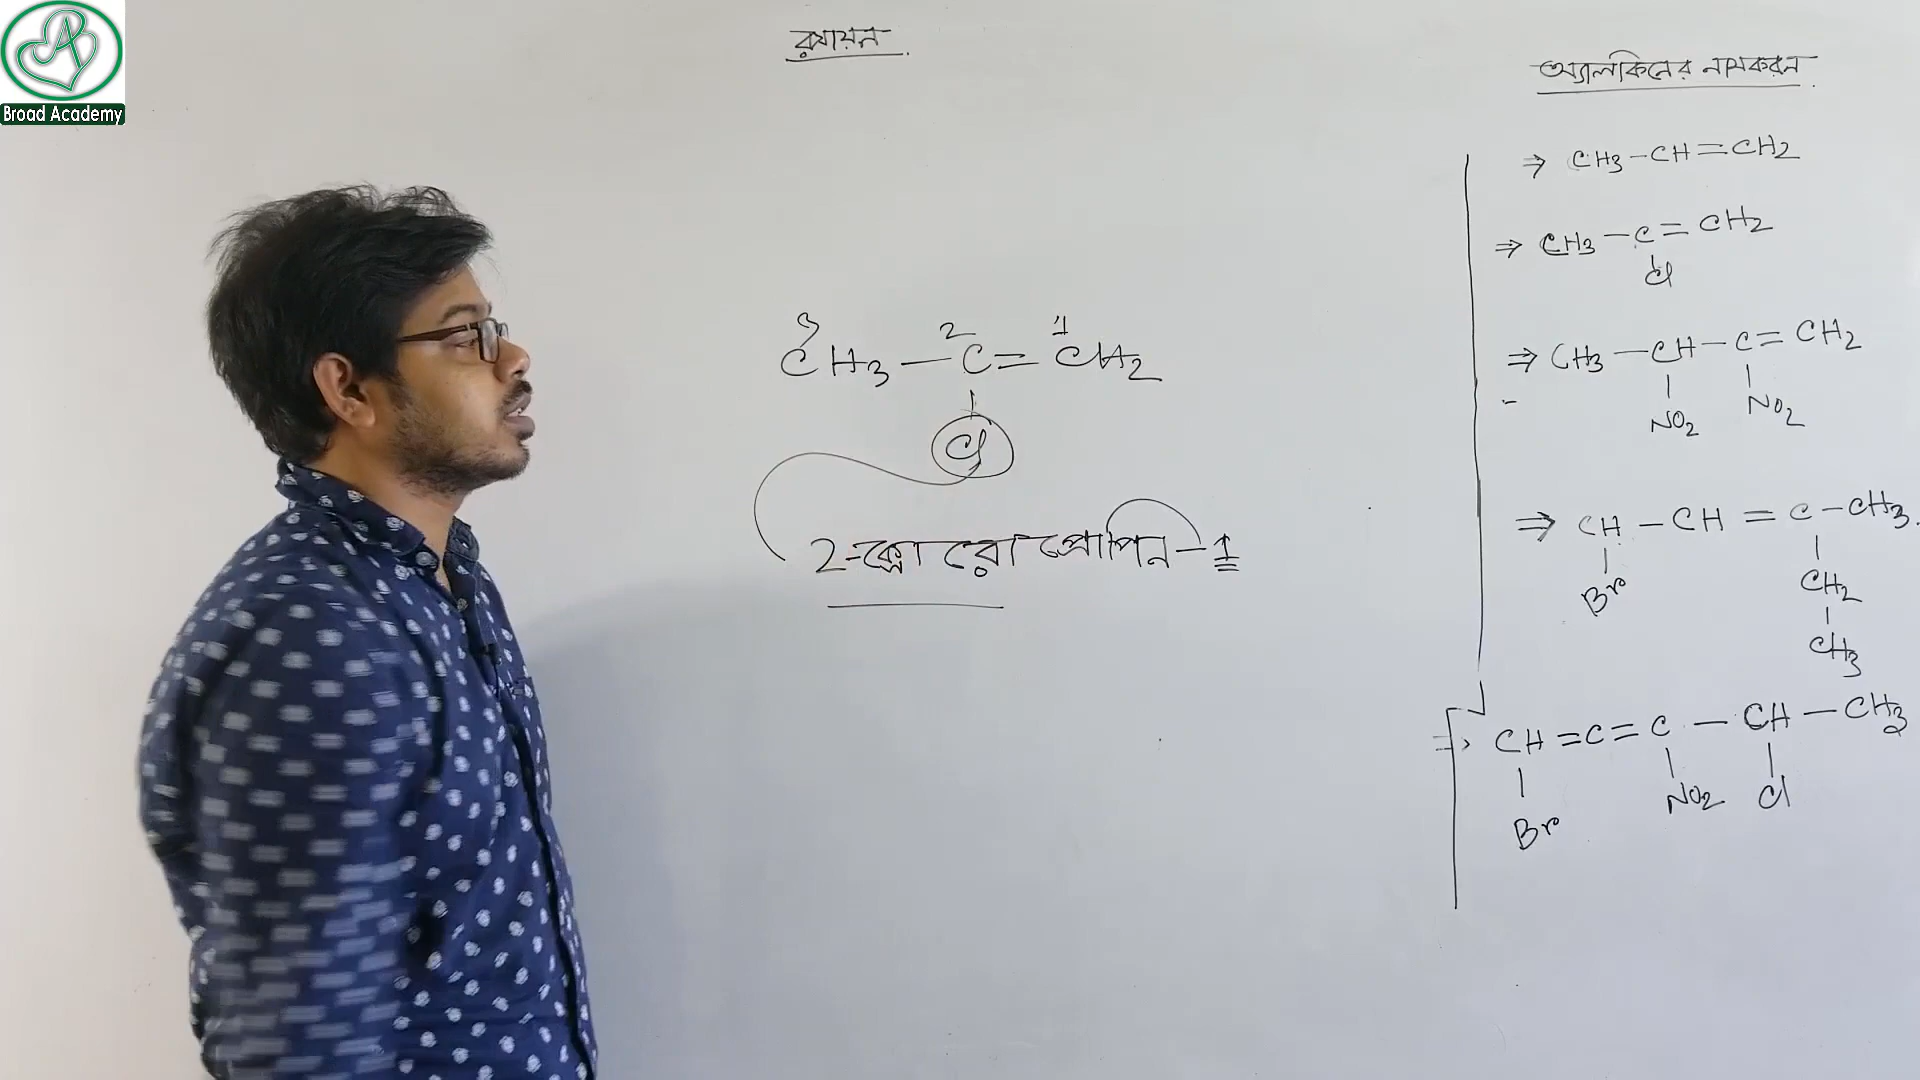 Broad Academy
রসায়ন
অ্যালকিনের নামকরন
⇒ CH3 – CH = CH2
⇒ CH3 – C = CH2
Cl
⇒ CH3 – CH – C = CH2
NO2 NO2
⇒ CH – CH = C – CH3
Br CH2
CH3
⇒ CH = C = C – CH – CH3
Br NO2 Cl
3 2 1
CH3 – C = CH2
Cl
2-ক্লোরোপ্রোপিন – 1